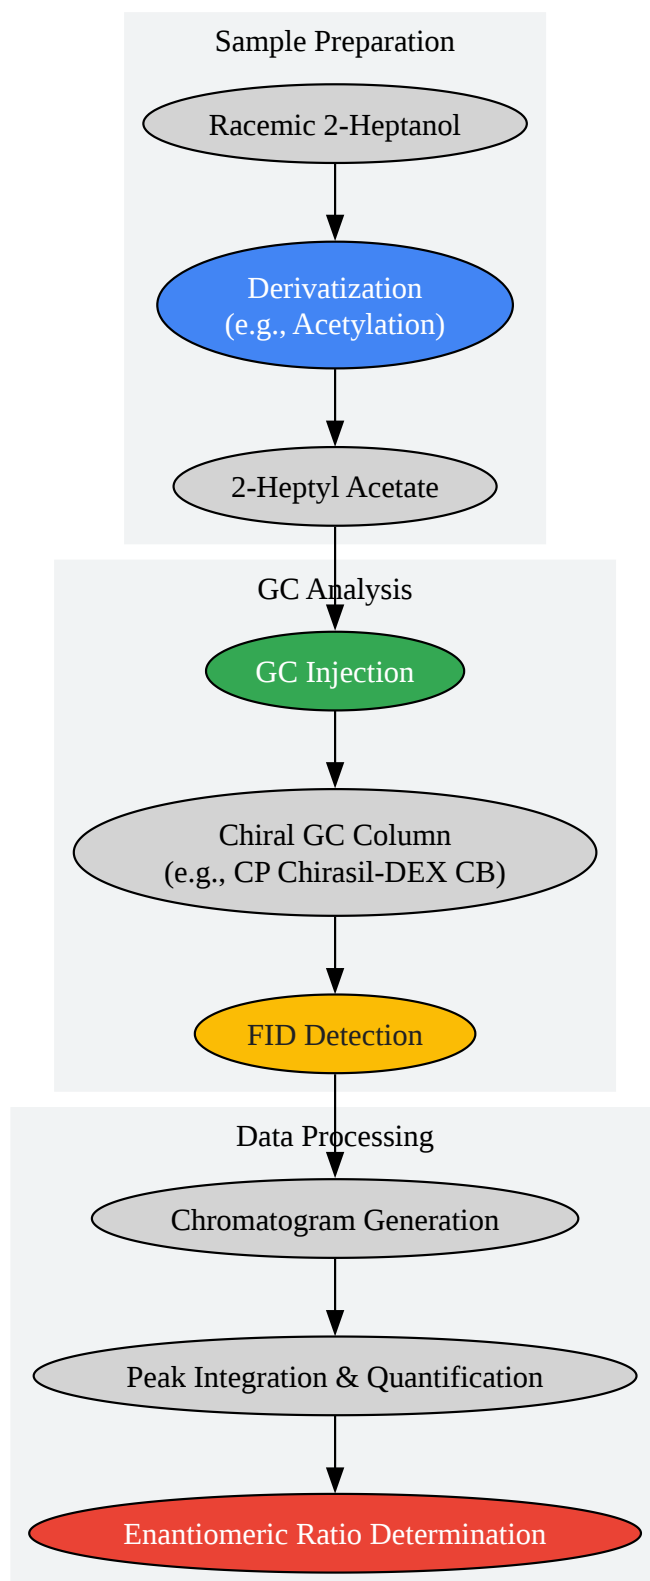 Sample Preparation
Racemic 2-Heptanol
Derivatization
(e.g., Acetylation)
2-Heptyl Acetate
GC Analysis
GC Injection
Chiral GC Column
(e.g., CP Chirasil-DEX CB)
FID Detection
Data Processing
Chromatogram Generation
Peak Integration & Quantification
Enantiomeric Ratio Determination